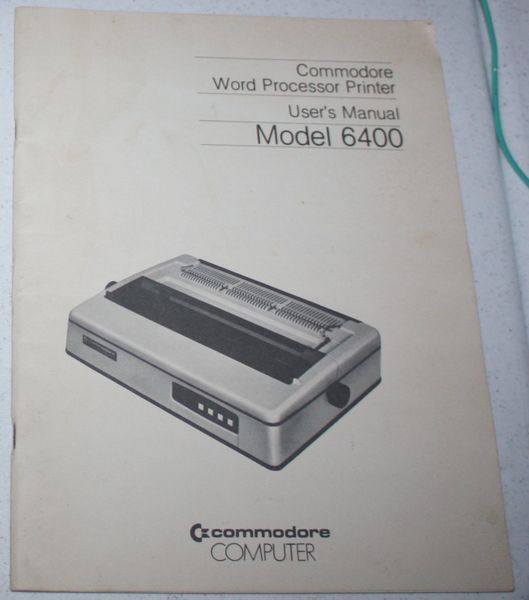 Commodore
Word Processor Printer
User's Manual
Model 6400
commodore
COMPUTER